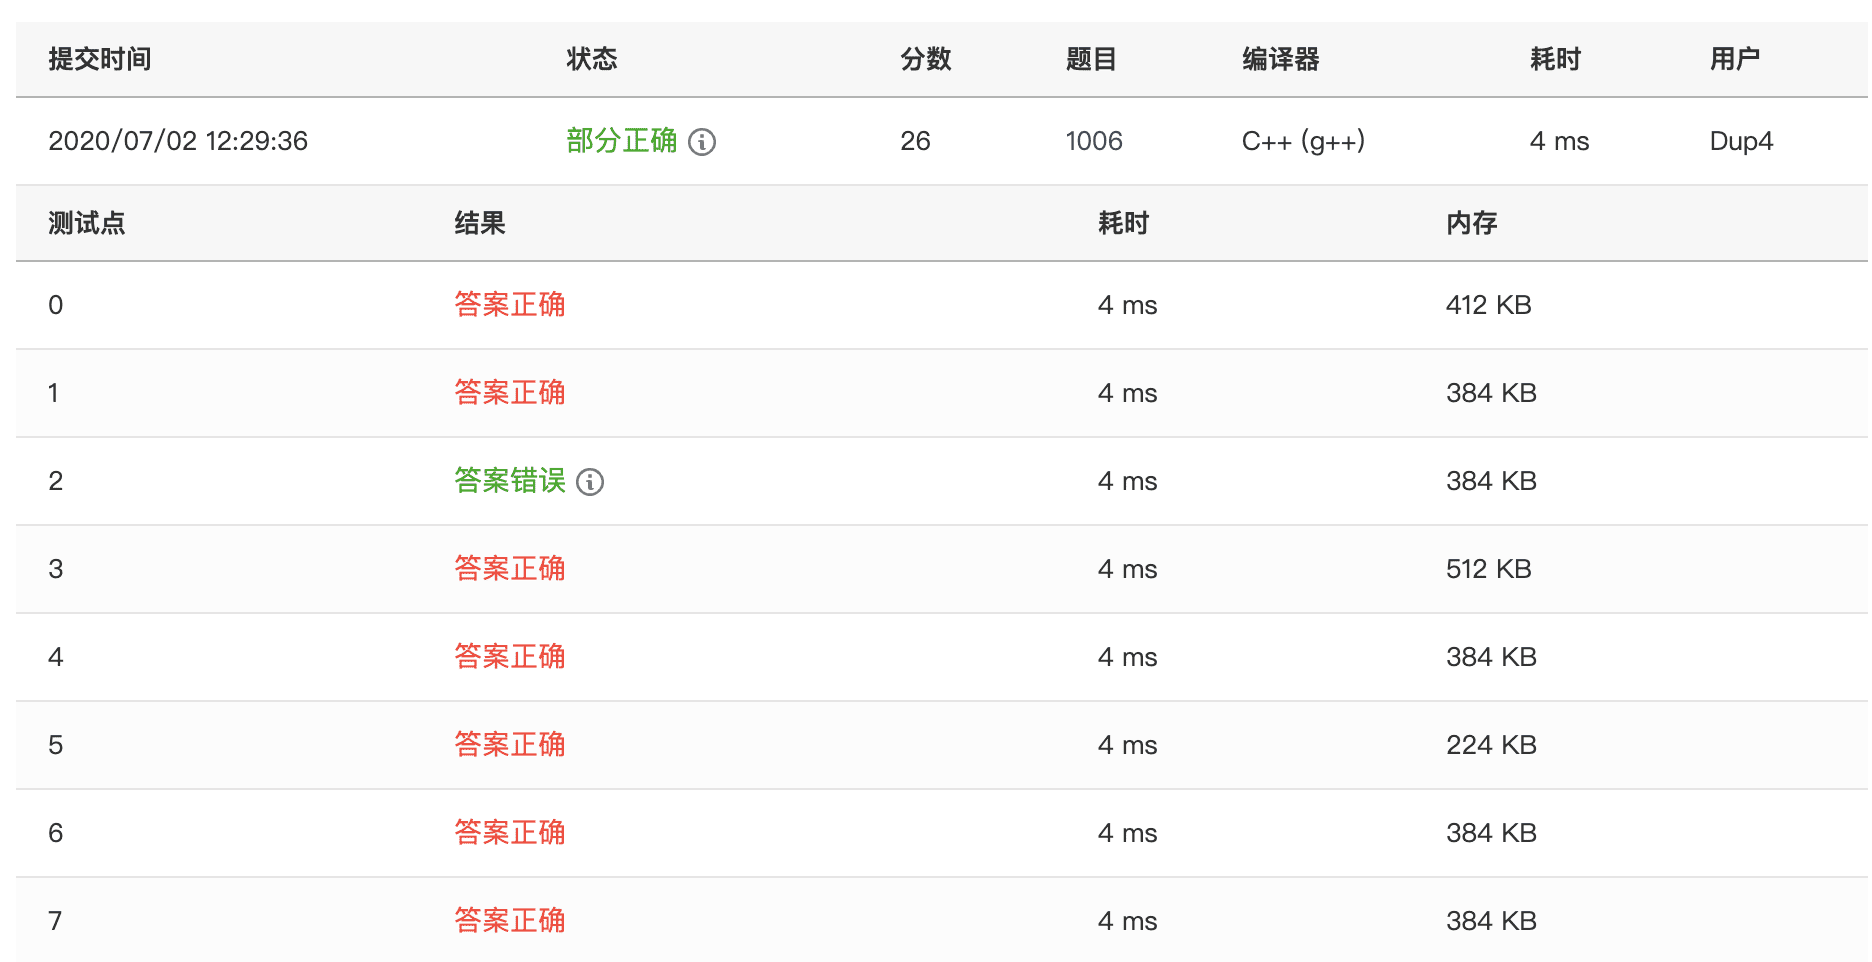 提交时间 状态 分数 题目 编译器 耗时 用户
2020/07/02 12:29:36 部分正确 26 1006 C++ (g++) 4 ms Dup4
测试点 结果 耗时 内存
0 答案正确 4 ms 412 KB
1 答案正确 4 ms 384 KB
2 答案错误 4 ms 384 KB
3 答案正确 4 ms 512 KB
4 答案正确 4 ms 384 KB
5 答案正确 4 ms 224 KB
6 答案正确 4 ms 384 KB
7 答案正确 4 ms 384 KB